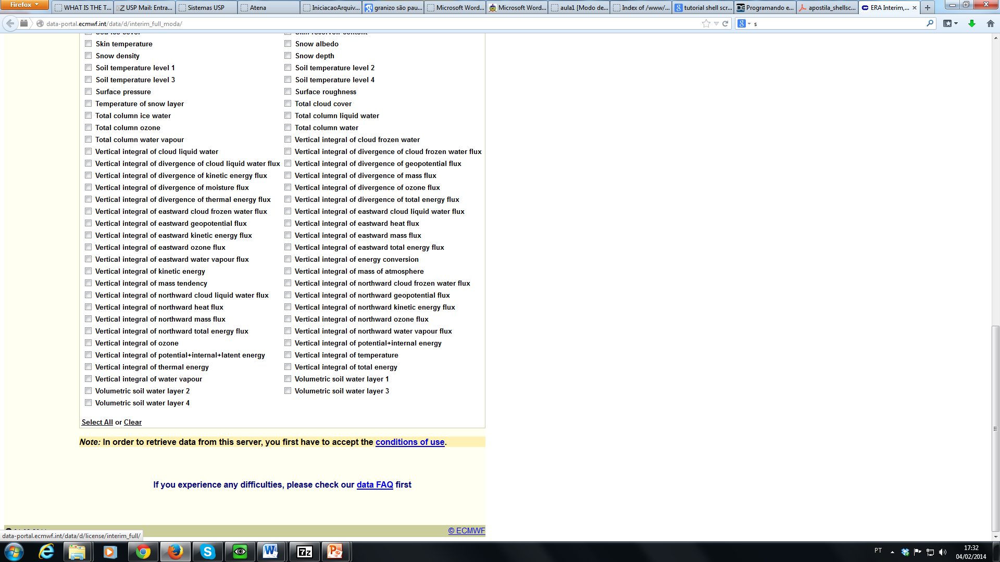 Firefox
WHAT IS THE T...
USP Mail: Entra...
Sistemas USP
Atena
IniciacaoArquiv...
granizo são pau...
Microsoft Word...
Microsoft Word...
aula1 [Modo de...
Index of /www/...
tutorial shell scr...
Programando e...
apostila_shellsc...
ERA Interim,...
data-portal.ecmwf.int/data/d/interim_full_moda/
s
Skin temperature
Snow albedo
Snow density
Snow depth
Soil temperature level 1
Soil temperature level 2
Soil temperature level 3
Soil temperature level 4
Surface pressure
Surface roughness
Temperature of snow layer
Total cloud cover
Total column ice water
Total column liquid water
Total column ozone
Total column water
Total column water vapour
Vertical integral of cloud frozen water
Vertical integral of cloud liquid water
Vertical integral of divergence of cloud frozen water flux
Vertical integral of divergence of cloud liquid water flux
Vertical integral of divergence of geopotential flux
Vertical integral of divergence of kinetic energy flux
Vertical integral of divergence of mass flux
Vertical integral of divergence of moisture flux
Vertical integral of divergence of ozone flux
Vertical integral of divergence of thermal energy flux
Vertical integral of divergence of total energy flux
Vertical integral of eastward cloud frozen water flux
Vertical integral of eastward cloud liquid water flux
Vertical integral of eastward geopotential flux
Vertical integral of eastward heat flux
Vertical integral of eastward kinetic energy flux
Vertical integral of eastward mass flux
Vertical integral of eastward ozone flux
Vertical integral of eastward total energy flux
Vertical integral of eastward water vapour flux
Vertical integral of energy conversion
Vertical integral of kinetic energy
Vertical integral of mass of atmosphere
Vertical integral of mass tendency
Vertical integral of northward cloud frozen water flux
Vertical integral of northward cloud liquid water flux
Vertical integral of northward geopotential flux
Vertical integral of northward heat flux
Vertical integral of northward kinetic energy flux
Vertical integral of northward mass flux
Vertical integral of northward ozone flux
Vertical integral of northward total energy flux
Vertical integral of northward water vapour flux
Vertical integral of ozone
Vertical integral of potential+internal energy
Vertical integral of potential+internal+latent energy
Vertical integral of temperature
Vertical integral of thermal energy
Vertical integral of total energy
Vertical integral of water vapour
Volumetric soil water layer 1
Volumetric soil water layer 2
Volumetric soil water layer 3
Volumetric soil water layer 4
Select All or Clear
Note: In order to retrieve data from this server, you first have to accept the conditions of use.
If you experience any difficulties, please check our data FAQ first
© ECMWF
data-portal.ecmwf.int/data/d/license/interim_full/
PT
17:32
04/02/2014